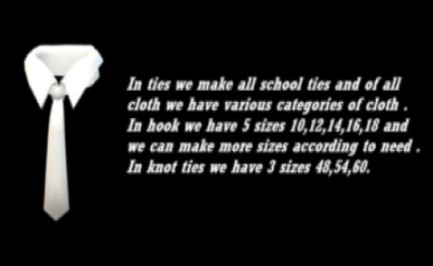 In ties we make all school ties and of all
cloth we have various categories of cloth .
In hook we have 5 sizes 10,12,14,16,18 and
we can make more sizes according to need .
In knot ties we have 3 sizes 48,54,60.